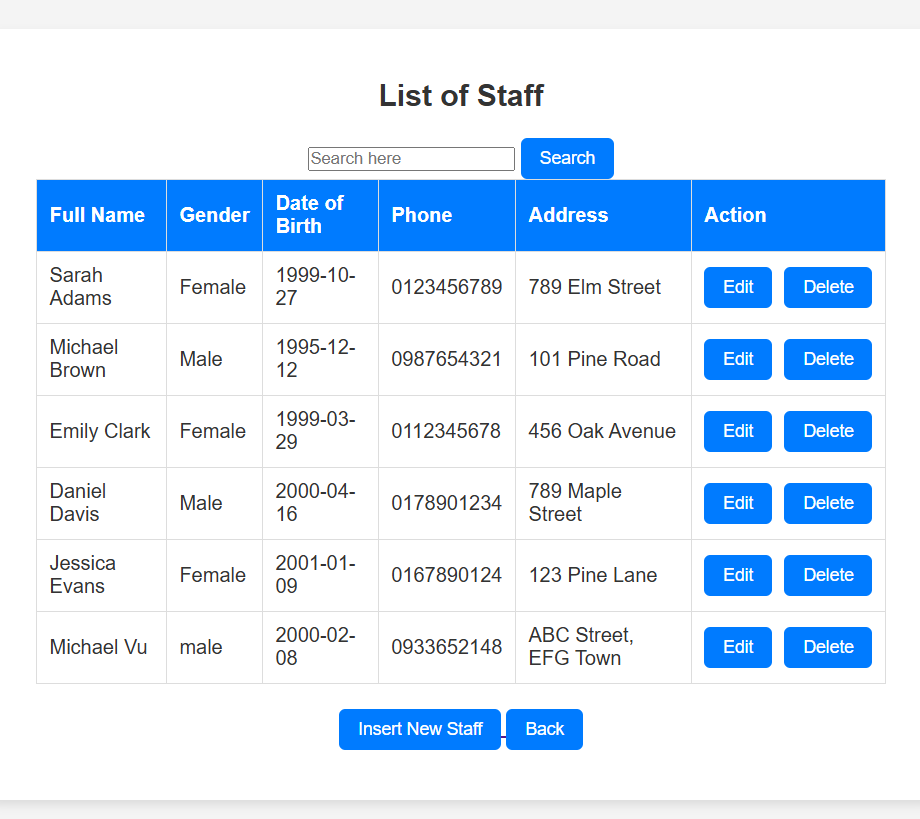 List of Staff
Search here Search
Full Name Gender Date of Birth Phone Address Action
Sarah Adams Female 1999-10-27 0123456789 789 Elm Street Edit Delete
Michael Brown Male 1995-12-12 0987654321 101 Pine Road Edit Delete
Emily Clark Female 1999-03-29 0112345678 456 Oak Avenue Edit Delete
Daniel Davis Male 2000-04-16 0178901234 789 Maple Street Edit Delete
Jessica Evans Female 2001-01-09 0167890124 123 Pine Lane Edit Delete
Michael Vu male 2000-02-08 0933652148 ABC Street, EFG Town Edit Delete
Insert New Staff Back